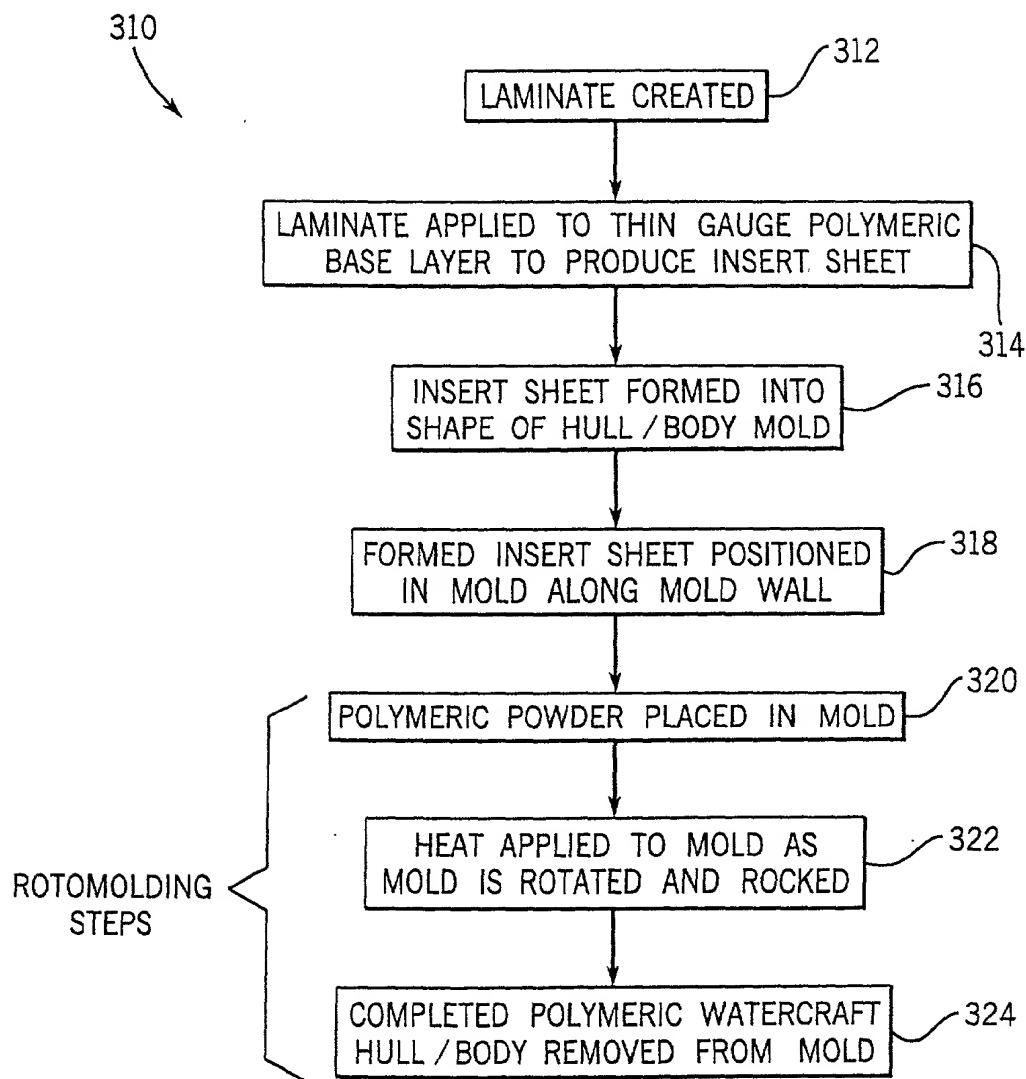 310
312
LAMINATE CREATED
LAMINATE APPLIED TO THIN GAUGE POLYMERIC
BASE LAYER TO PRODUCE INSERT SHEET
314
INSERT SHEET FORMED INTO
SHAPE OF HULL/BODY MOLD
316
FORMED INSERT SHEET POSITIONED
IN MOLD ALONG MOLD WALL
318
POLYMERIC POWDER PLACED IN MOLD
320
HEAT APPLIED TO MOLD AS
MOLD IS ROTATED AND ROCKED
322
ROTOMOLDING
STEPS
COMPLETED POLYMERIC WATERCRAFT
HULL/BODY REMOVED FROM MOLD
324